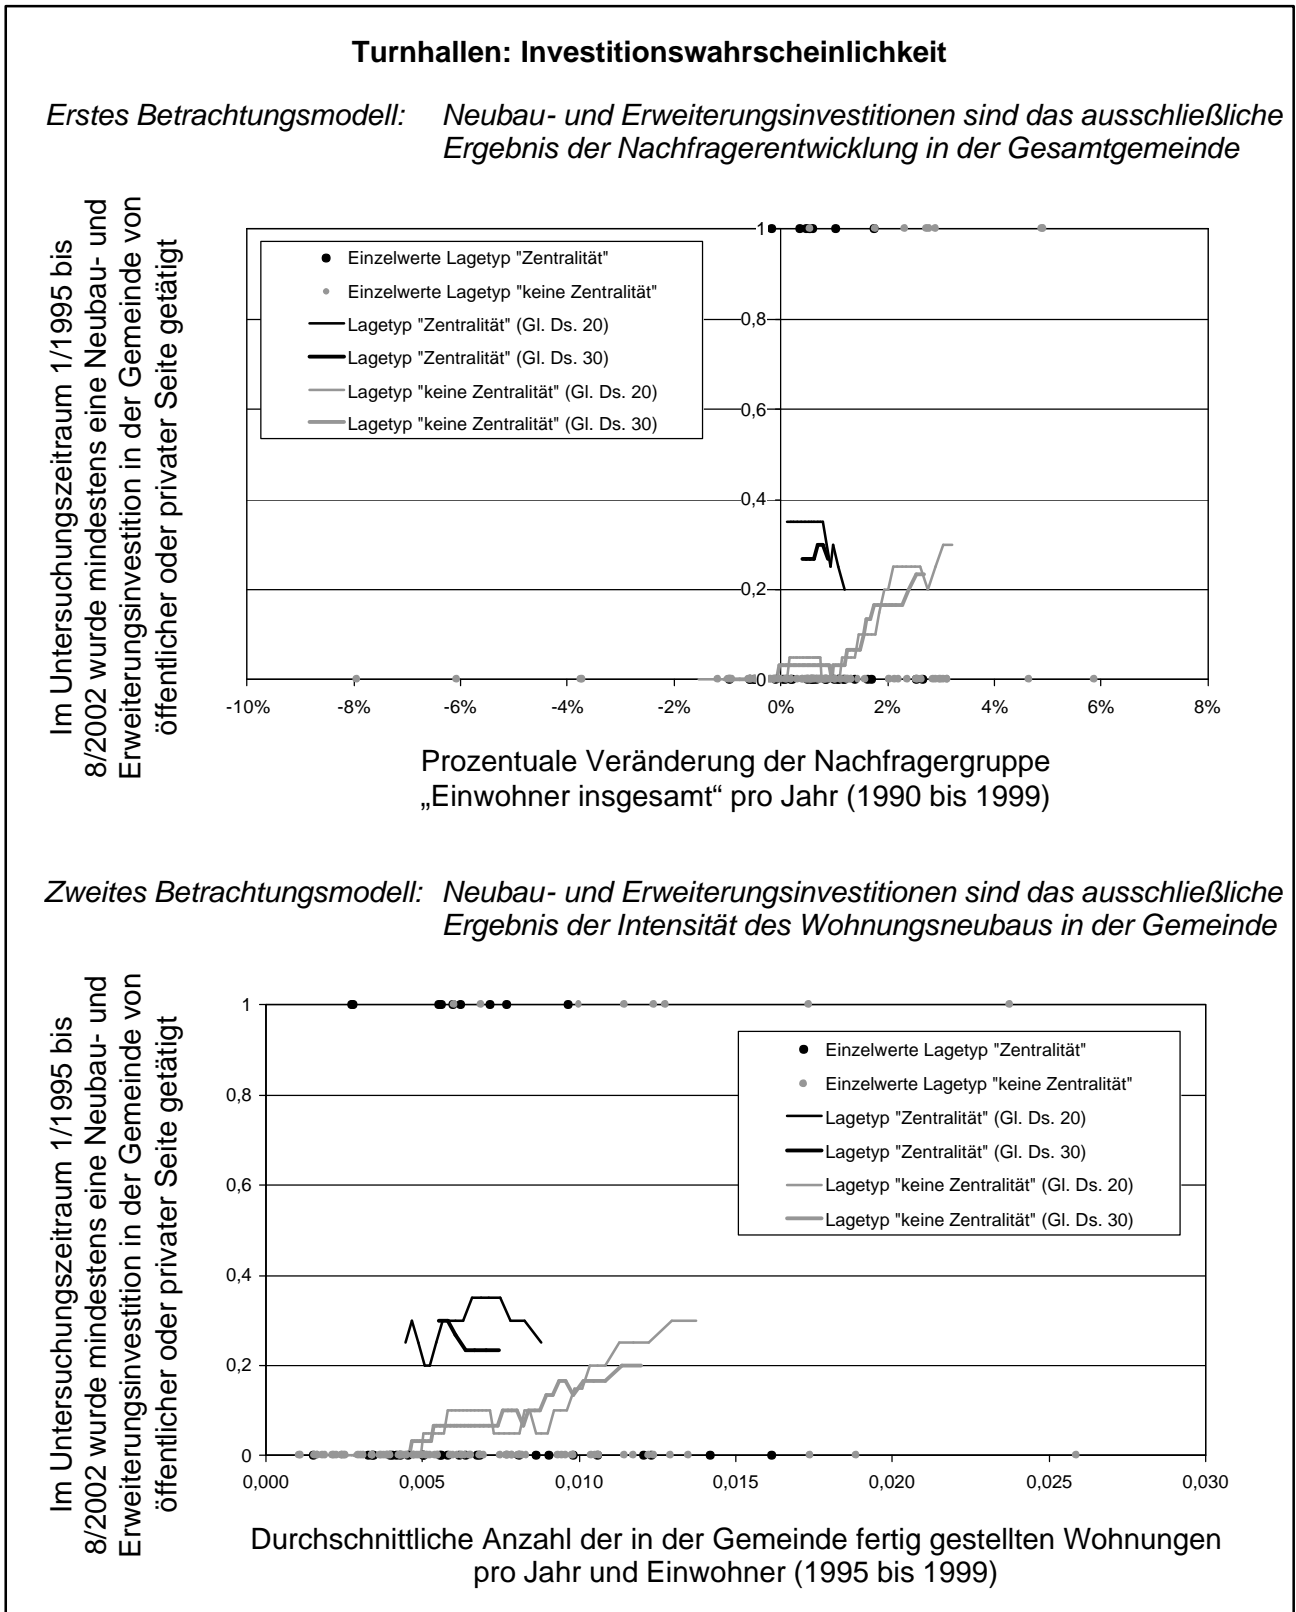 Turnhallen: Investitionswahrscheinlichkeit
Erstes Betrachtungsmodell: Neubau- und Erweiterungsinvestitionen sind das ausschließliche
Ergebnis der Nachfragerentwicklung in der Gesamtgemeinde
Im Untersuchungszeitraum 1/1995 bis
8/2002 wurde mindestens eine Neubau- und
Erweiterungsinvestition in der Gemeinde von
öffentlicher oder privater Seite getätigt
1
0,8
0,6
0,4
0,2
0
Einzelwerte Lagetyp "Zentralität"
Einzelwerte Lagetyp "keine Zentralität"
Lagetyp "Zentralität" (Gl. Ds. 20)
Lagetyp "Zentralität" (Gl. Ds. 30)
Lagetyp "keine Zentralität" (Gl. Ds. 20)
Lagetyp "keine Zentralität" (Gl. Ds. 30)
-10% -8% -6% -4% -2% 0% 2% 4% 6% 8%
Prozentuale Veränderung der Nachfragergruppe
„Einwohner insgesamt“ pro Jahr (1990 bis 1999)
Zweites Betrachtungsmodell: Neubau- und Erweiterungsinvestitionen sind das ausschließliche
Ergebnis der Intensität des Wohnungsneubaus in der Gemeinde
Im Untersuchungszeitraum 1/1995 bis
8/2002 wurde mindestens eine Neubau- und
Erweiterungsinvestition in der Gemeinde von
öffentlicher oder privater Seite getätigt
1
0,8
0,6
0,4
0,2
0
Einzelwerte Lagetyp "Zentralität"
Einzelwerte Lagetyp "keine Zentralität"
Lagetyp "Zentralität" (Gl. Ds. 20)
Lagetyp "Zentralität" (Gl. Ds. 30)
Lagetyp "keine Zentralität" (Gl. Ds. 20)
Lagetyp "keine Zentralität" (Gl. Ds. 30)
0,000 0,005 0,010 0,015 0,020 0,025 0,030
Durchschnittliche Anzahl der in der Gemeinde fertig gestellten Wohnungen
pro Jahr und Einwohner (1995 bis 1999)